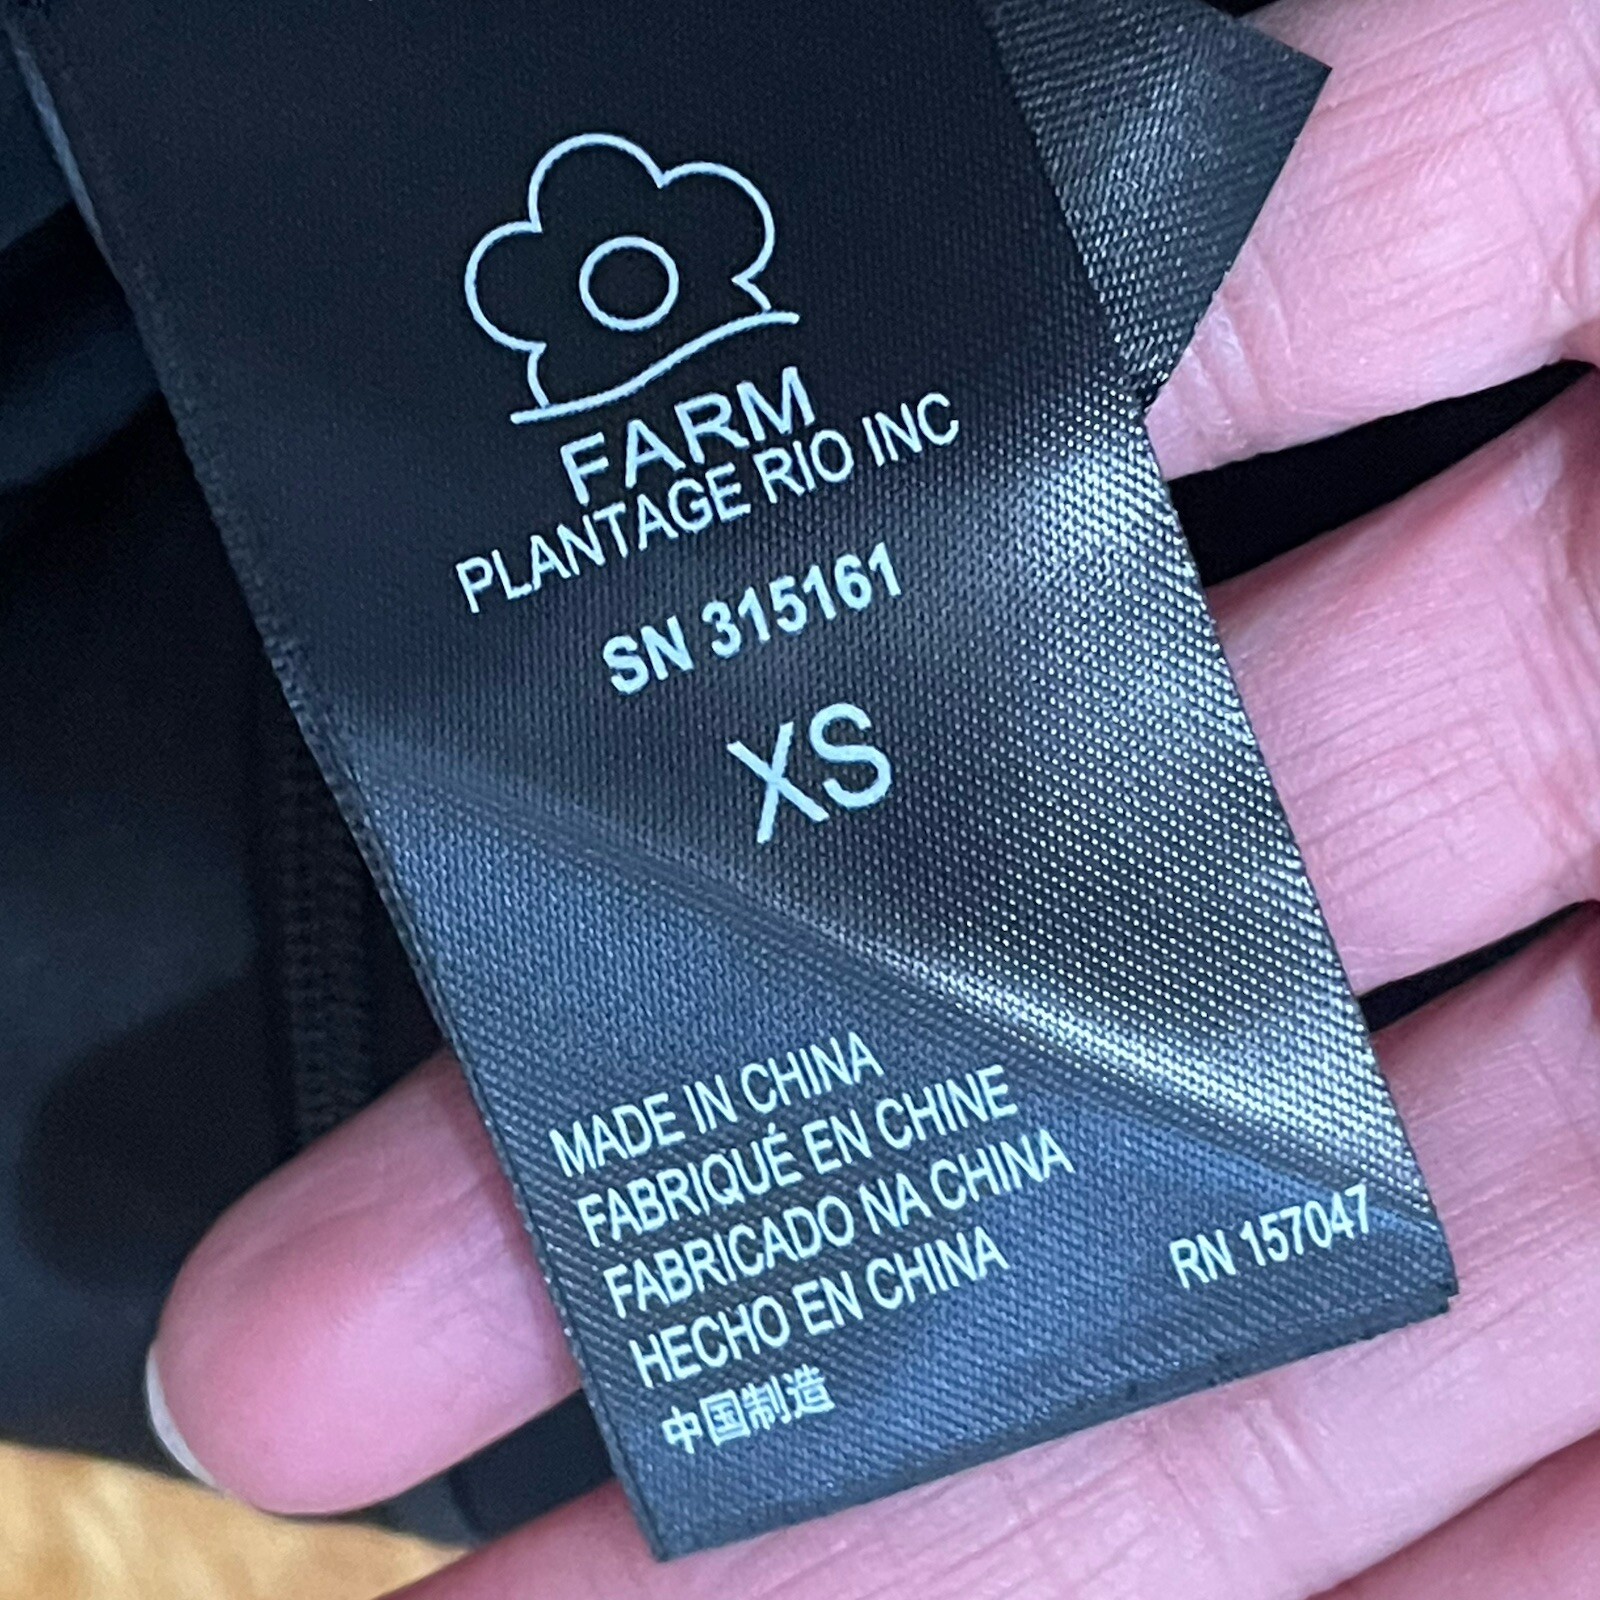 FARM
PLANTAGE RIO INC
SN 315161
XS
MADE IN CHINA
FABRIQUÉ EN CHINE
FABRICADO NA CHINA
HECHO EN CHINA
中国制造
RN 157047